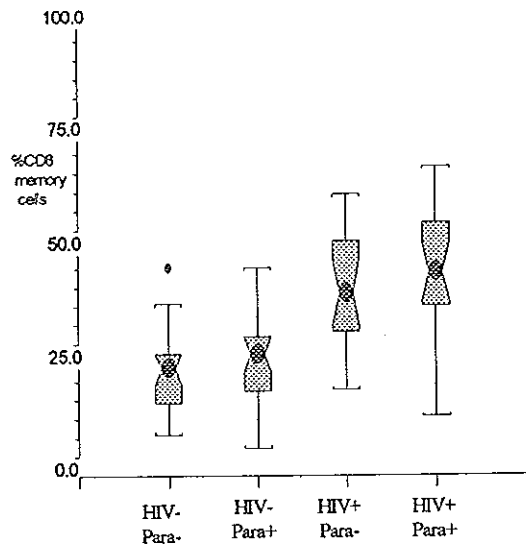 100.0
75.0
%CD8
memory
cells
50.0
25.0
0.0
HIV- HIV- HIV+ HIV+
Para- Para+ Para- Para+